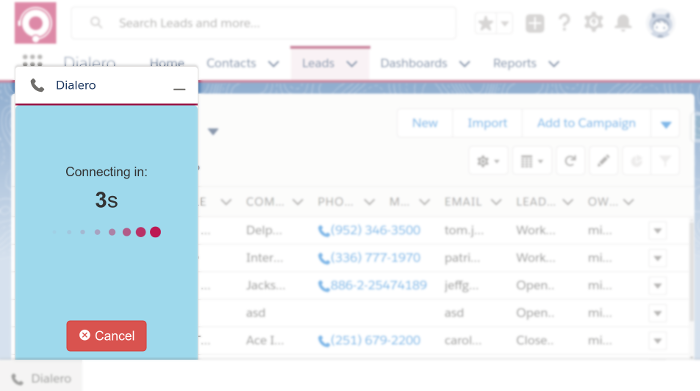 Search Leads and more...
Dialero Home Contacts Leads Dashboards Reports
Dialero
New Import Add to Campaign
Connecting in:
3s
E COM... PHO... M... EMAIL LEAD... OW...
... Delp... (952) 346-3500 tom.j... Work... mi...
Inter... (336) 777-1970 patri... Work... mi...
... Jacks... 886-2-25474189 jeffg... Open.. mi...
asd asd Open.. mi...
T... Ace I... (251) 679-2200 carol... Close.. mi...
Cancel
Dialero